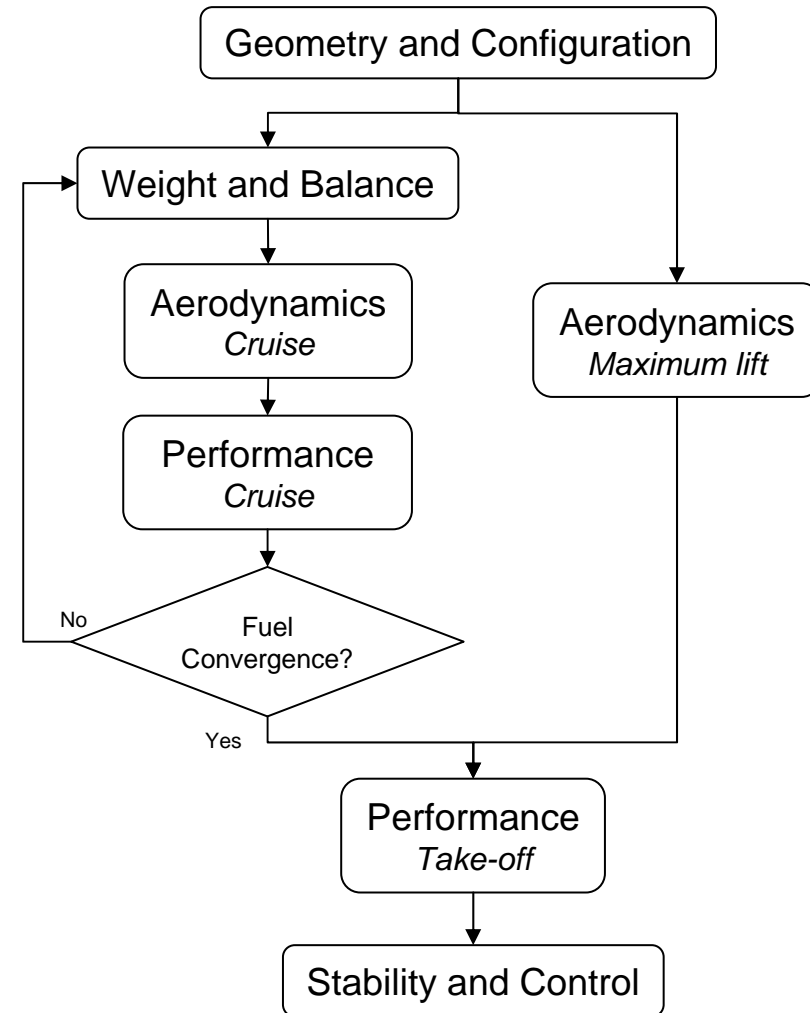 Geometry and Configuration
Weight and Balance
Aerodynamics
Cruise
Aerodynamics
Maximum lift
Performance
Cruise
No
Fuel
Convergence?
Yes
Performance
Take-off
Stability and Control